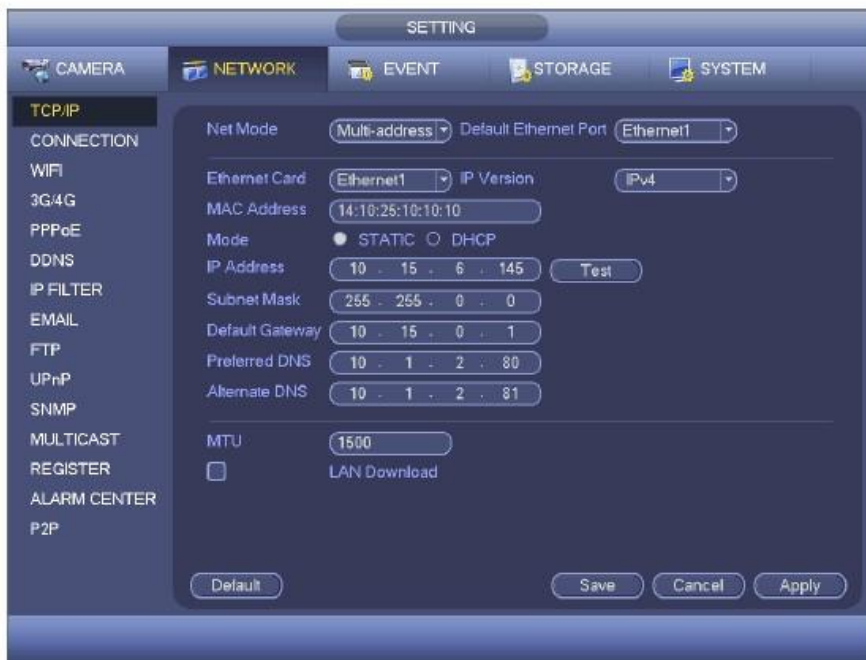 SETTING
CAMERA NETWORK EVENT STORAGE SYSTEM
TCP/IP
CONNECTION
WIFI
3G/4G
PPPoE
DDNS
IP FILTER
EMAIL
FTP
UPnP
SNMP
MULTICAST
REGISTER
ALARM CENTER
P2P
Net Mode Multi-address Default Ethernet Port Ethernet1
Ethernet Card Ethernet1 IP Version IPv4
MAC Address 14:10:25:10:10:10
Mode STATIC DHCP
IP Address 10 . 15 . 6 . 145 Test
Subnet Mask 255 . 255 . 0 . 0
Default Gateway 10 . 15 . 0 . 1
Preferred DNS 10 . 1 . 2 . 80
Alternate DNS 10 . 1 . 2 . 81
MTU 1500
LAN Download
Default Save Cancel Apply